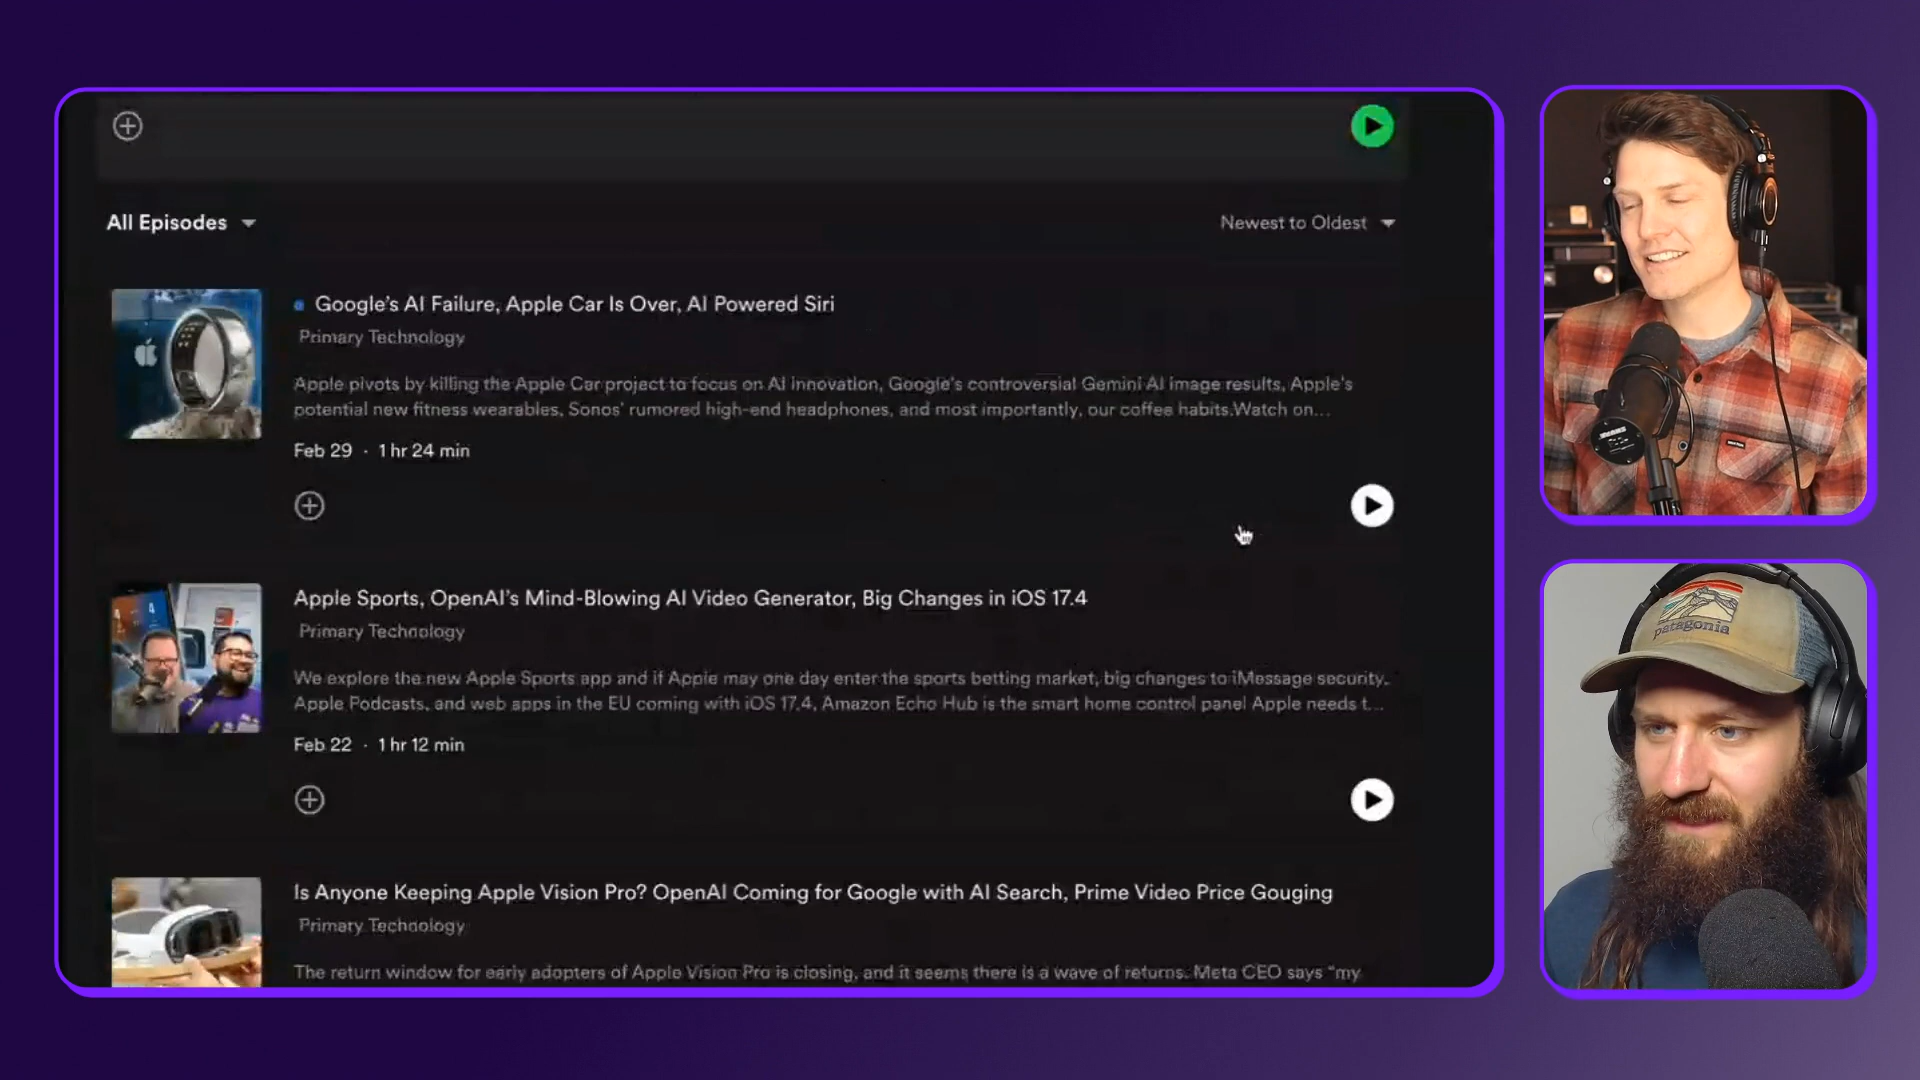 All Episodes
Newest to Oldest
Google's AI Failure, Apple Car Is Over, AI Powered Siri
Primary Technology
Apple pivots by killing the Apple Car project to focus on AI innovation, Google's controversial Gemini AI image results, Apple's
potential new fitness wearables, Sonos' rumored high-end headphones, and most importantly, our coffee habits.Watch on...
Feb 29 · 1 hr 24 min
Apple Sports, OpenAI's Mind-Blowing AI Video Generator, Big Changes in iOS 17.4
Primary Technology
We explore the new Apple Sports app and if Apple may one day enter the sports betting market, big changes to iMessage security.
Apple Podcasts, and web apps in the EU coming with iOS 17.4, Amazon Echo Hub is the smart home control panel Apple needs t...
Feb 22 · 1 hr 12 min
Is Anyone Keeping Apple Vision Pro? OpenAI Coming for Google with AI Search, Prime Video Price Gouging
Primary Technology
The return window for early adopters of Apple Vision Pro is closing, and it seems there is a wave of returns. Meta CEO says "my
patagonia